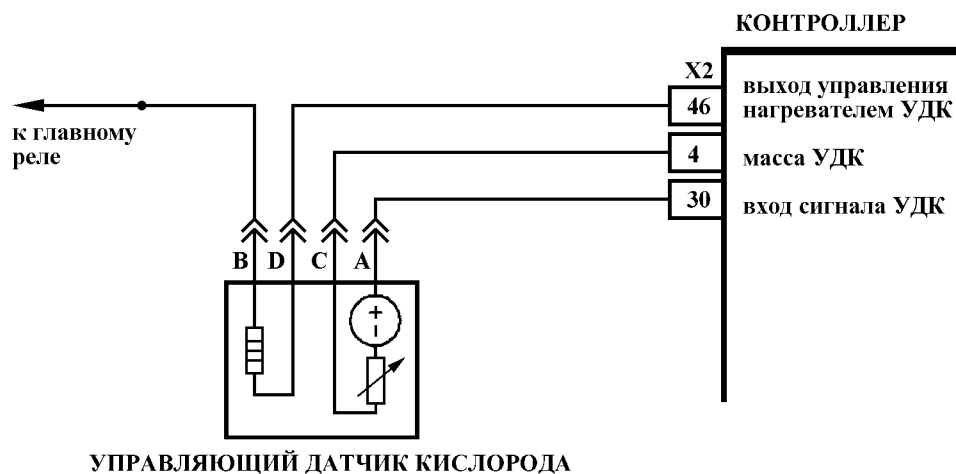 КОНТРОЛЛЕР
X2
46
выход управления
нагревателем УДК
4
масса УДК
30
вход сигнала УДК
к главному
реле
B D C A
+
-
УПРАВЛЯЮЩИЙ ДАТЧИК КИСЛОРОДА